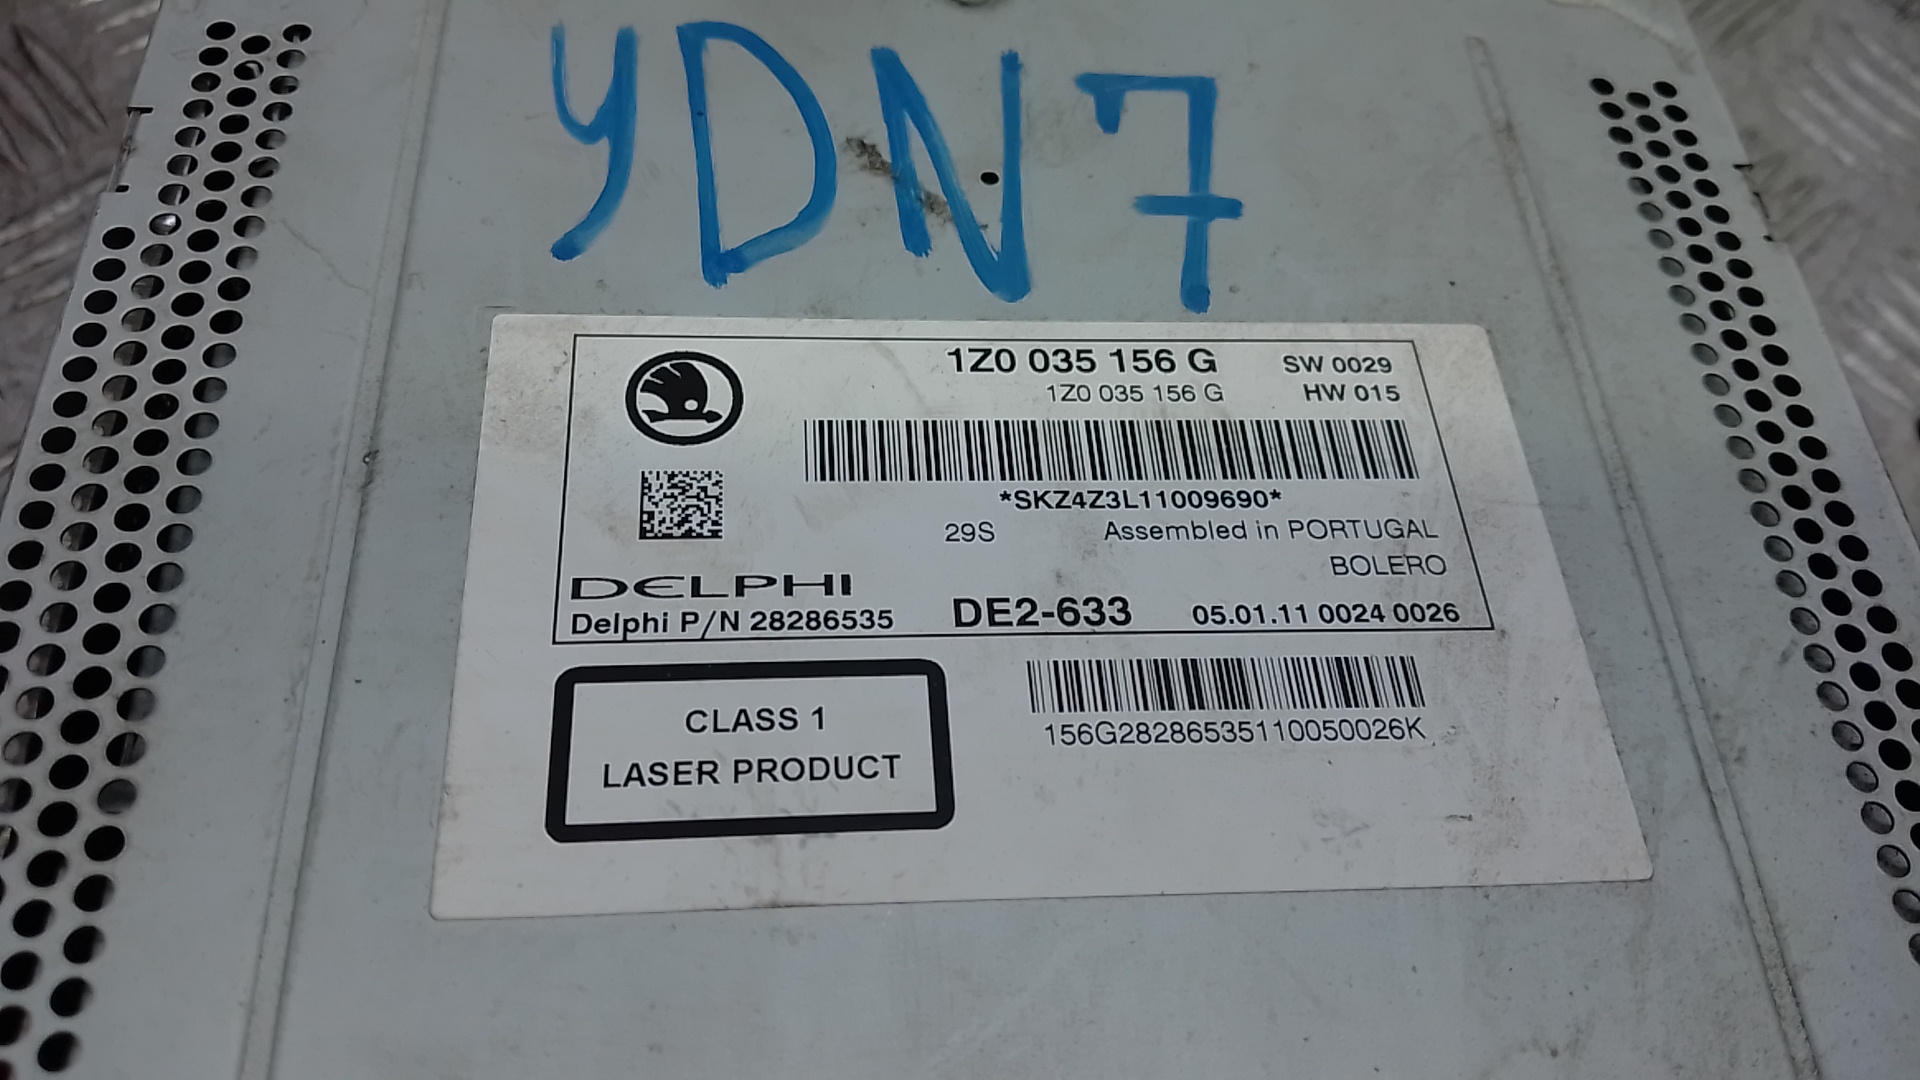 YDN7
1Z0 035 156 G SW 0029
1Z0 035 156 G HW 015
*SKZ4Z3L11009690*
29S Assembled in PORTUGAL
BOLERO
DELPHI
Delphi P/N 28286535 DE2-633 05.01.11 0024 0026
CLASS 1
LASER PRODUCT
156G28286535110050026K